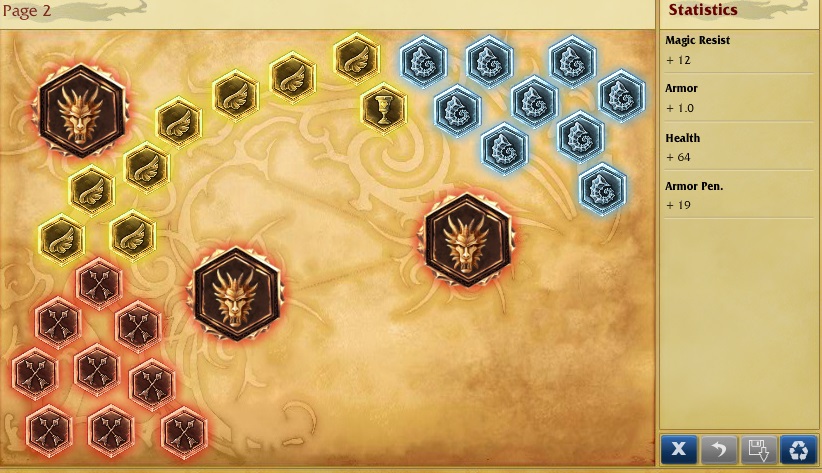 Page 2
Statistics
Magic Resist
+ 12
Armor
+ 1.0
Health
+ 64
Armor Pen.
+ 19
X